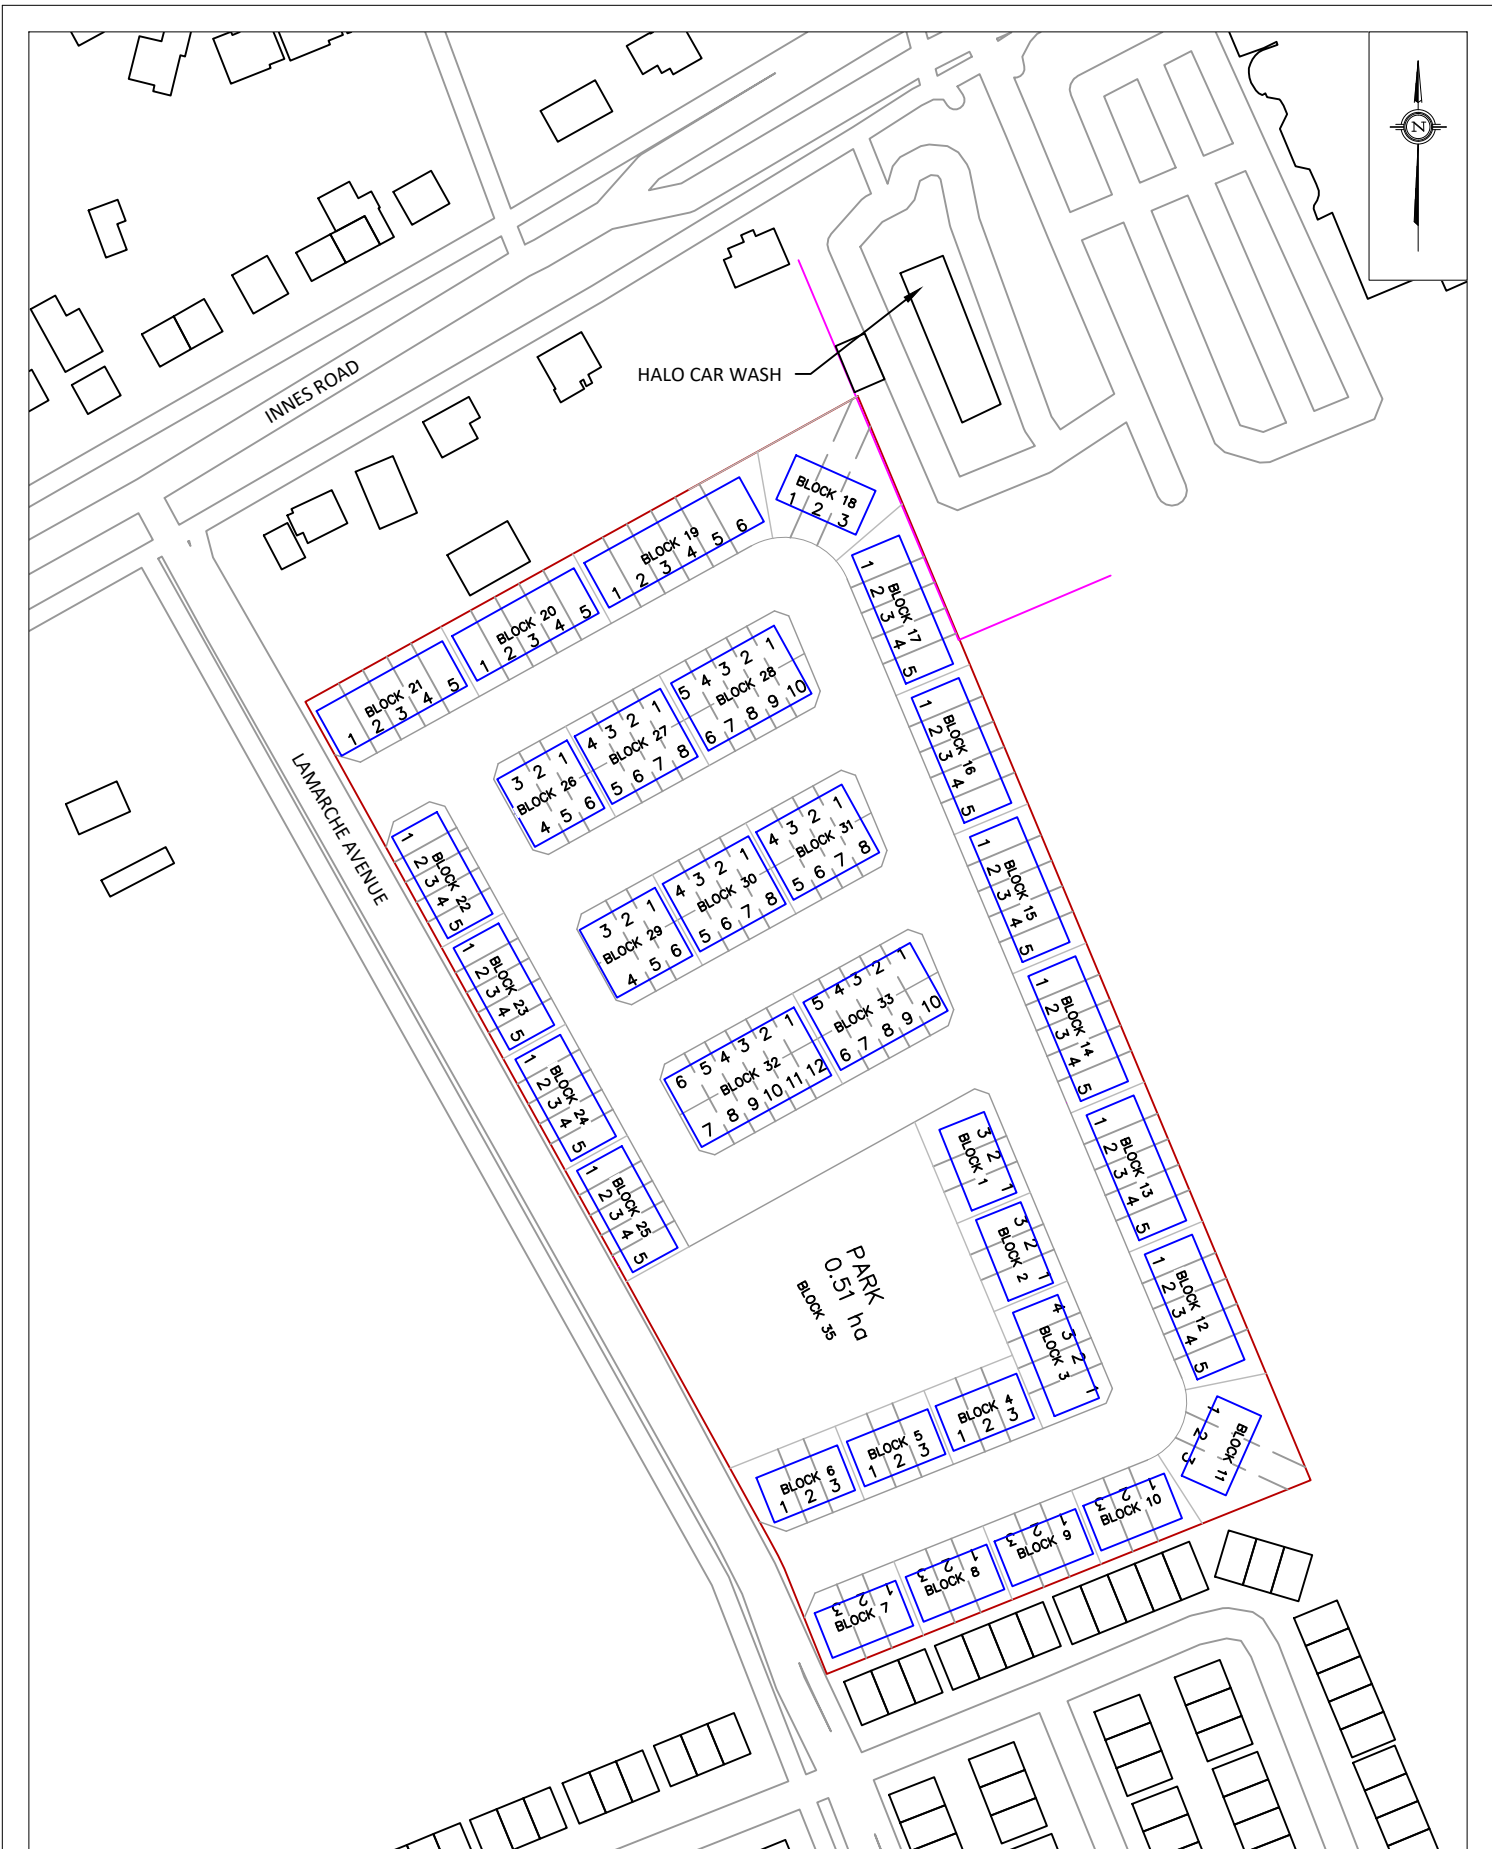 N
HALO CAR WASH
INNES ROAD
LAMARCHE AVENUE
BLOCK 18
1 2 3
BLOCK 19
1 2 3 4 5 6
BLOCK 20
1 2 3 4 5
BLOCK 21
1 2 3 4 5
BLOCK 17
1 2 3 4 5
BLOCK 16
1 2 3 4 5
BLOCK 15
1 2 3 4 5
BLOCK 14
1 2 3 4 5
BLOCK 13
1 2 3 4 5
BLOCK 12
1 2 3 4 5
BLOCK 11
1 2 3
5 4 3 2 1
BLOCK 28
6 7 8 9 10
4 3 2 1
BLOCK 27
5 6 7 8
3 2 1
BLOCK 26
4 5 6
4 3 2 1
BLOCK 31
5 6 7 8
4 3 2 1
BLOCK 30
5 6 7 8
3 2 1
BLOCK 29
4 5 6
5 4 3 2 1
BLOCK 33
6 7 8 9 10
6 5 4 3 2 1
BLOCK 32
7 8 9 10 11 12
BLOCK 22
1 2 3 4 5
BLOCK 23
1 2 3 4 5
BLOCK 24
1 2 3 4 5
BLOCK 25
1 2 3 4 5
3 2 1
BLOCK 1
3 2 1
BLOCK 2
4 3 2 1
BLOCK 3
PARK
0.51 ha
BLOCK 35
BLOCK 4
1 2 3
BLOCK 5
1 2 3
BLOCK 6
1 2 3
3 2 1
BLOCK 10
3 2 1
BLOCK 9
3 2 1
BLOCK 8
3 2 1
BLOCK 7